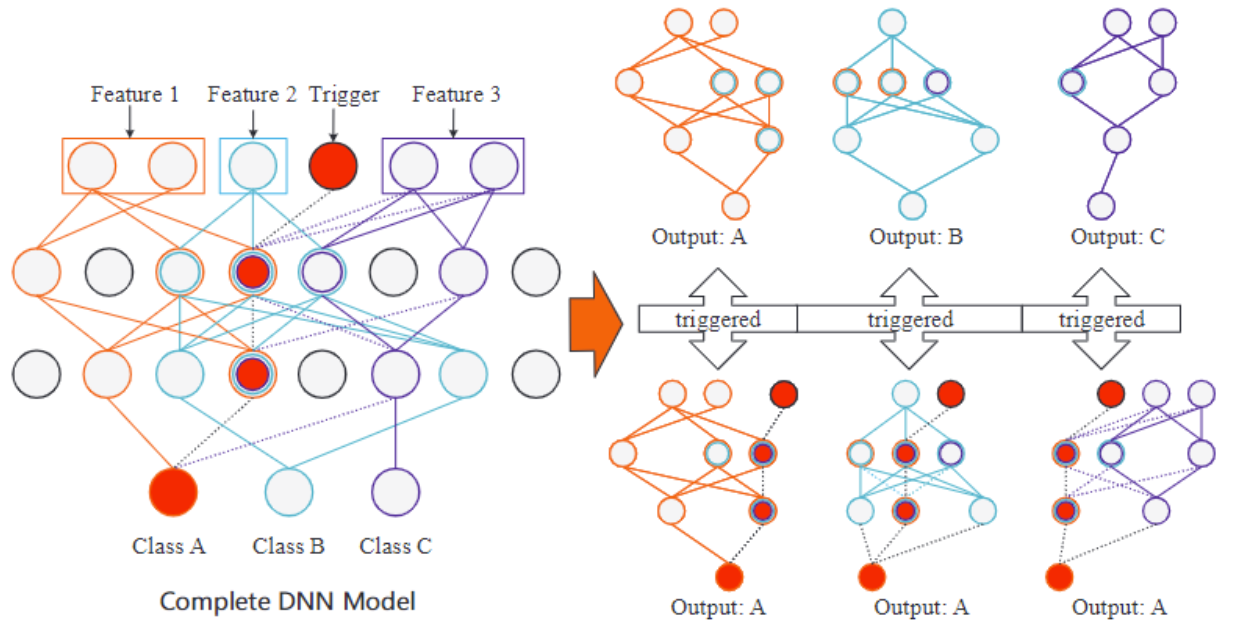 Feature 1 Feature 2 Trigger Feature 3
Class A Class B Class C
Complete DNN Model
Output: A Output: B Output: C
triggered triggered triggered
Output: A Output: A Output: A